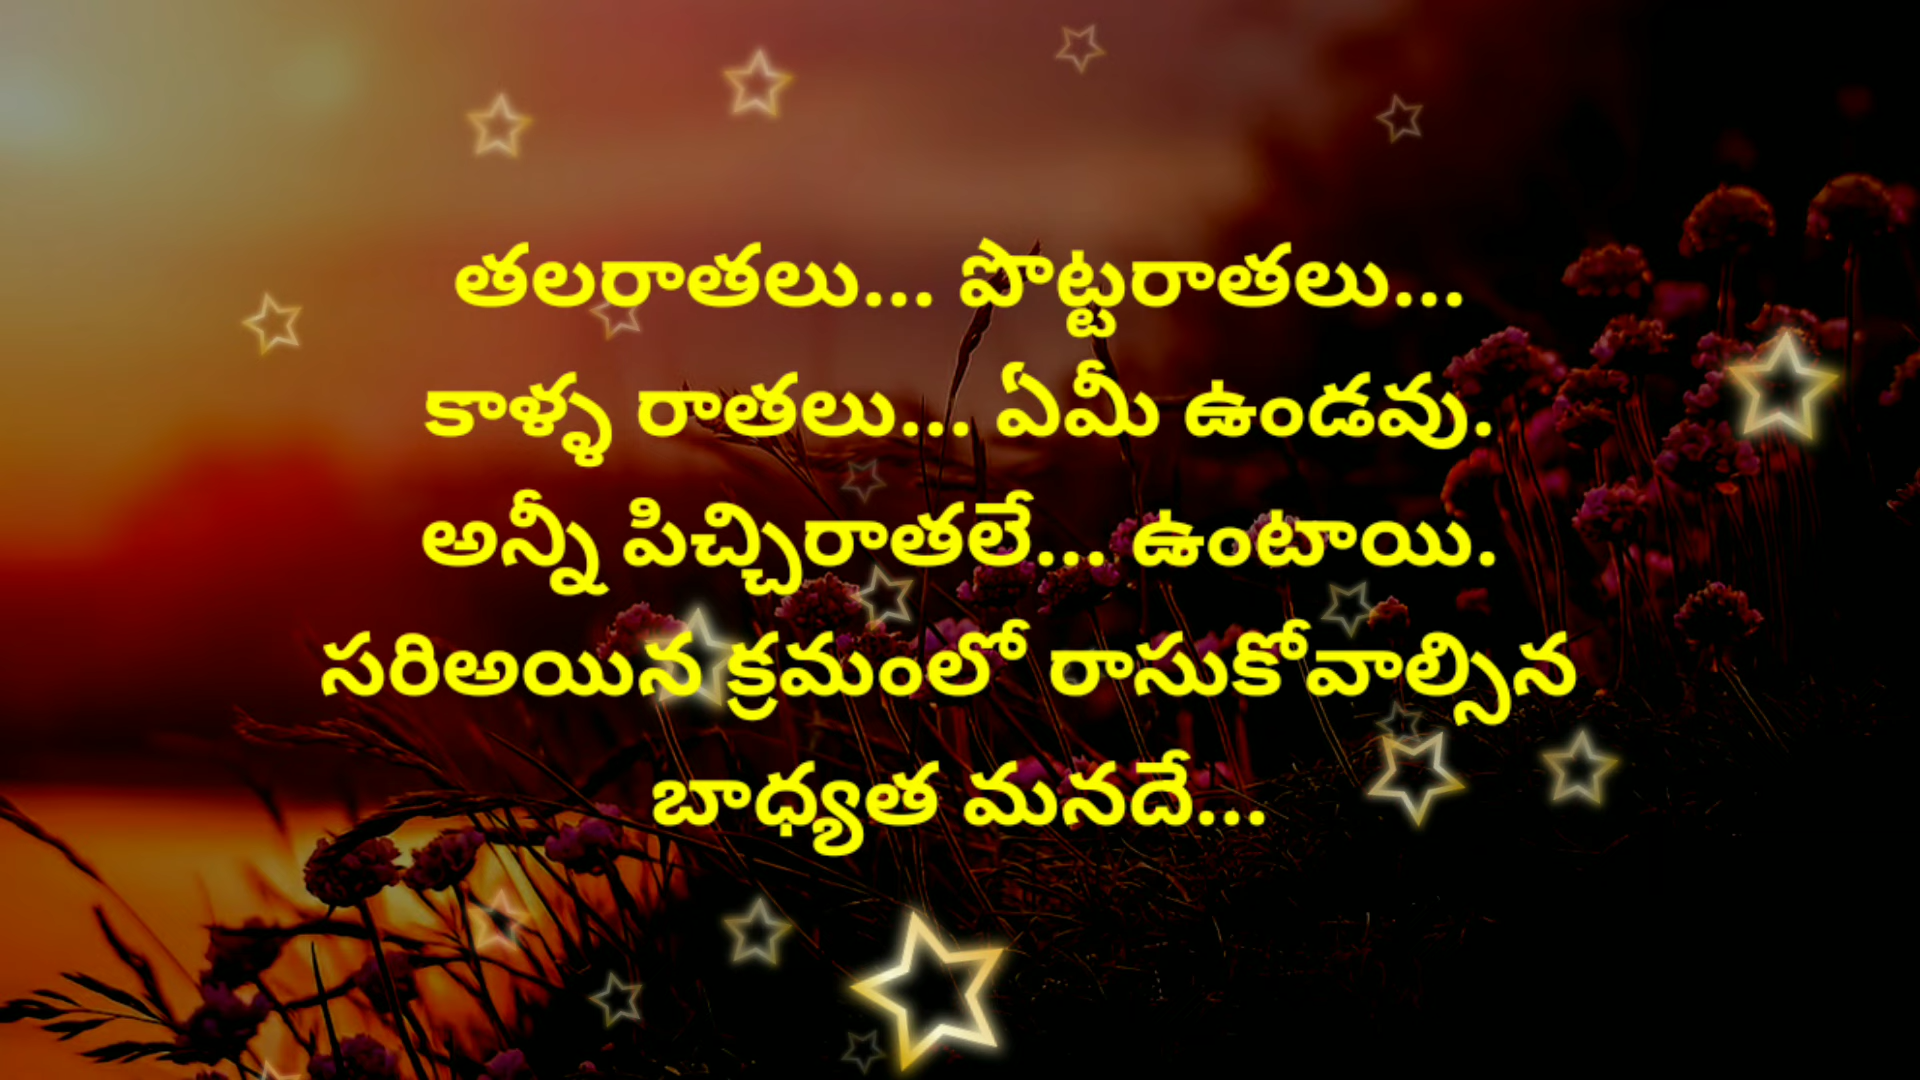 తలరాతలు... పొట్టరాతలు...
కాళ్ళ రాతలు... ఏమీ ఉండవు.
అన్నీ పిచ్చిరాతలే... ఉంటాయి.
సరిఅయిన క్రమంలో రాసుకోవాల్సిన
బాధ్యత మనదే...